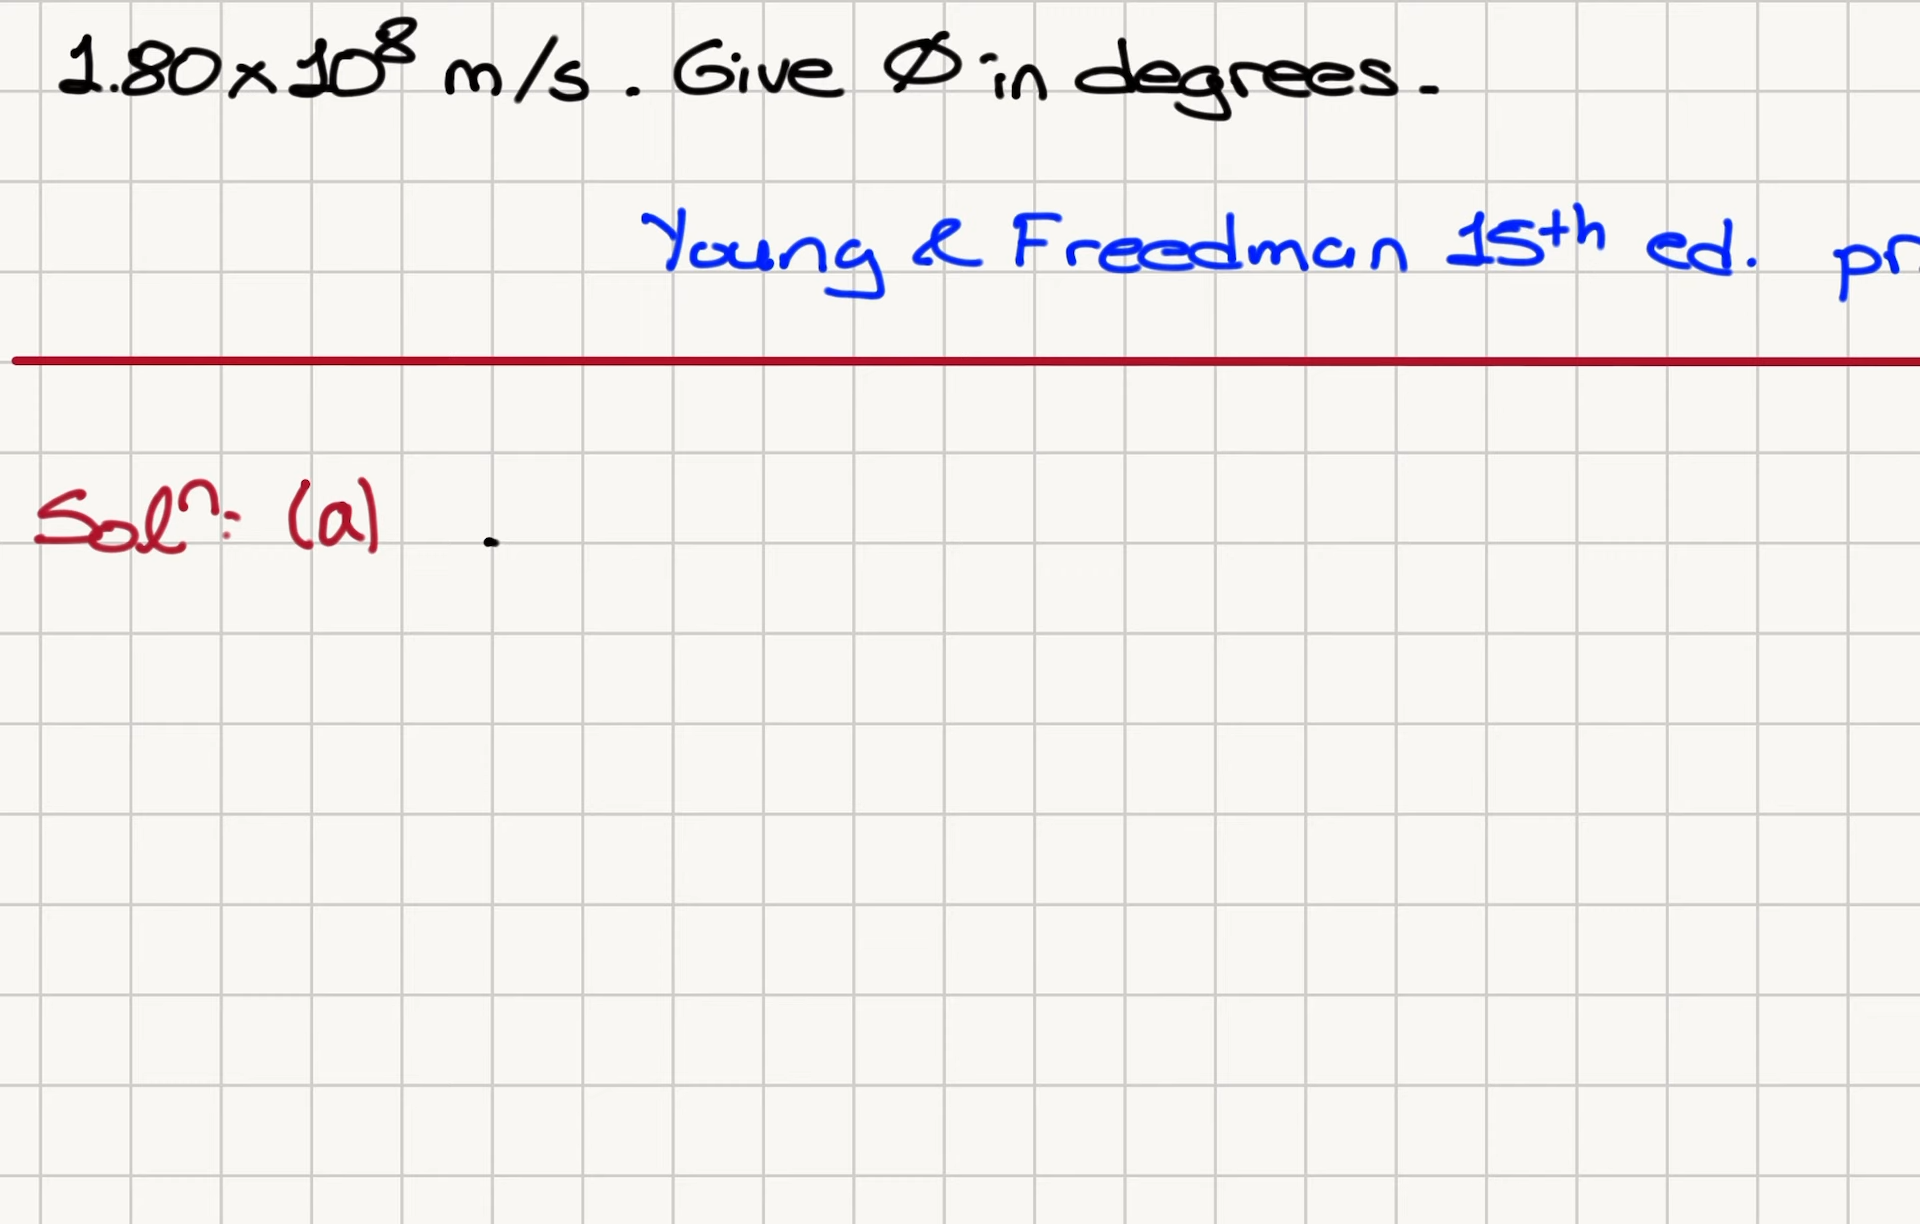 1.80×10⁸ m/s. Give Ø in degrees.
Young & Freedman 15th ed.
Solⁿ: (a)